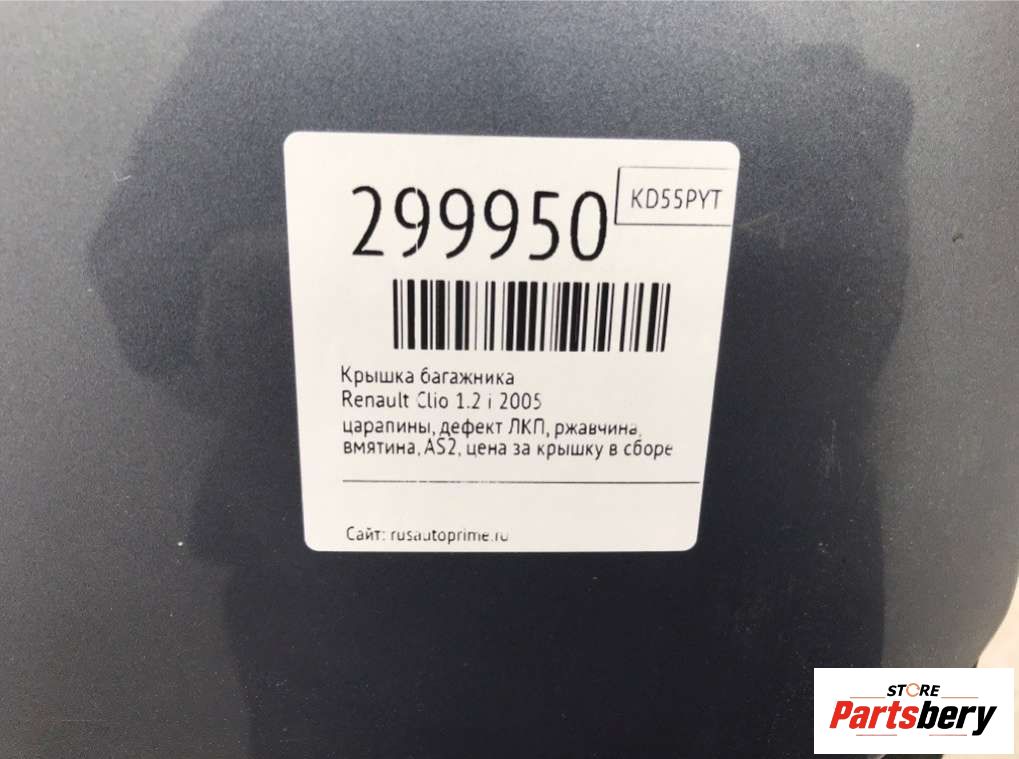 299950
KD55PYT
Крышка багажника
Renault Clio 1.2 i 2005
царапины, дефект ЛКП, ржавчина,
вмятина, AS2, цена за крышку в сборе
Сайт: rusautoprime.ru
STORE
Partsbery